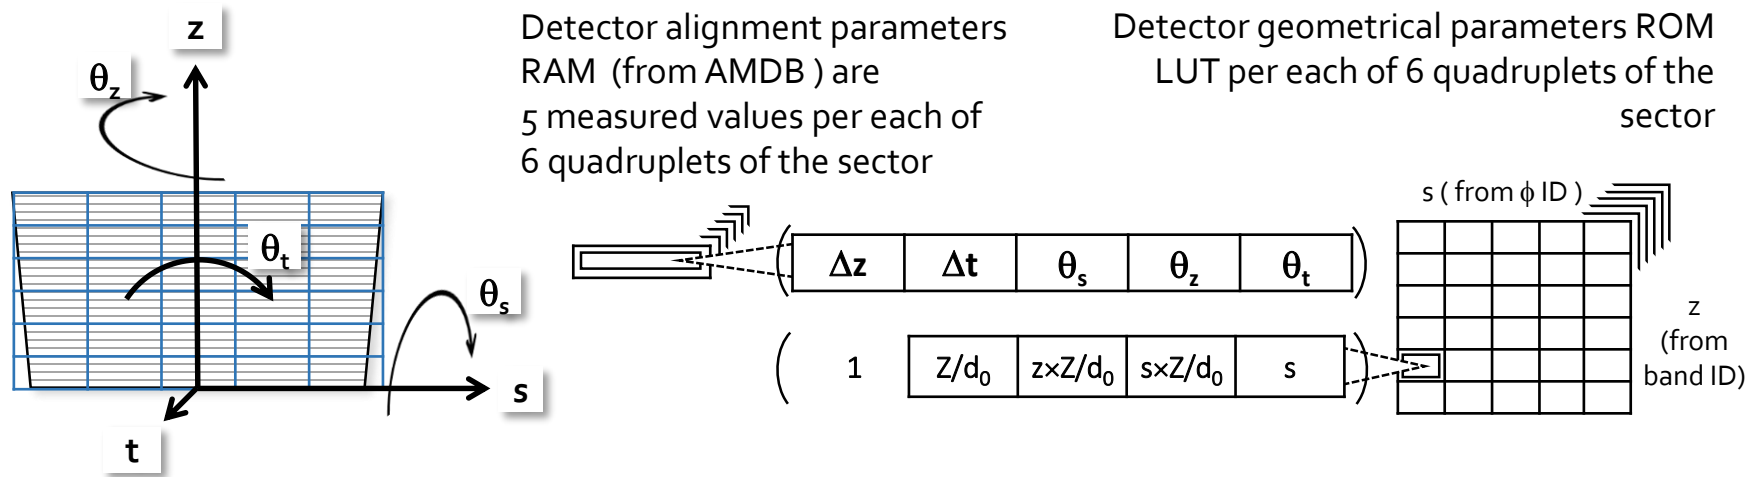 z
θz
θt
θs
s
t
Detector alignment parameters
RAM (from AMDB ) are
5 measured values per each of
6 quadruplets of the sector
Detector geometrical parameters ROM
LUT per each of 6 quadruplets of the
sector
( Δz Δt θs θz θt )
( 1 Z/d0 z×Z/d0 s×Z/d0 s )
s ( from ϕ ID )
z
(from
band ID)